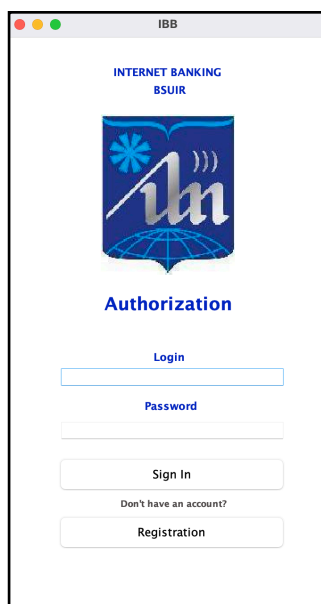 IBB
INTERNET BANKING
BSUIR
Authorization
Login
Password
Sign In
Don't have an account?
Registration